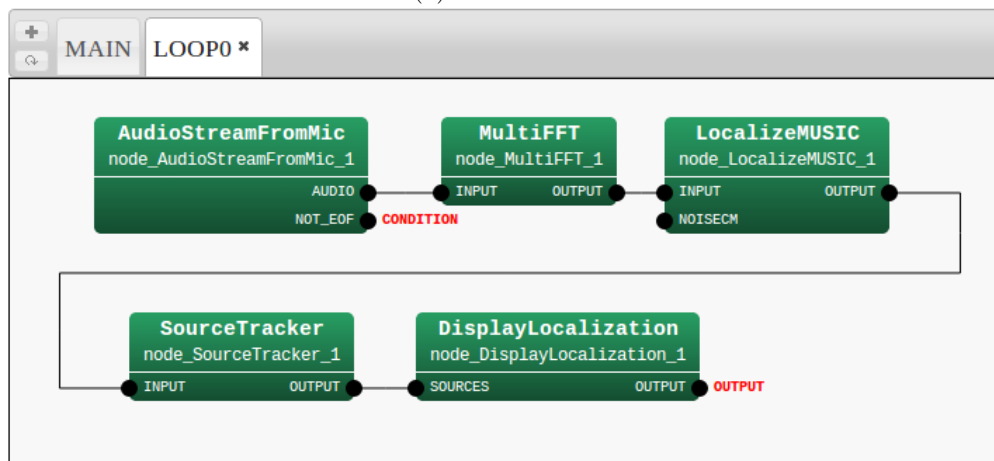 MAIN LOOP0 ✖
AudioStreamFromMic
node_AudioStreamFromMic_1
AUDIO
NOT_EOF CONDITION
MultiFFT
node_MultiFFT_1
INPUT OUTPUT
LocalizeMUSIC
node_LocalizeMUSIC_1
INPUT OUTPUT
NOISECM
SourceTracker
node_SourceTracker_1
INPUT OUTPUT
DisplayLocalization
node_DisplayLocalization_1
SOURCES OUTPUT OUTPUT